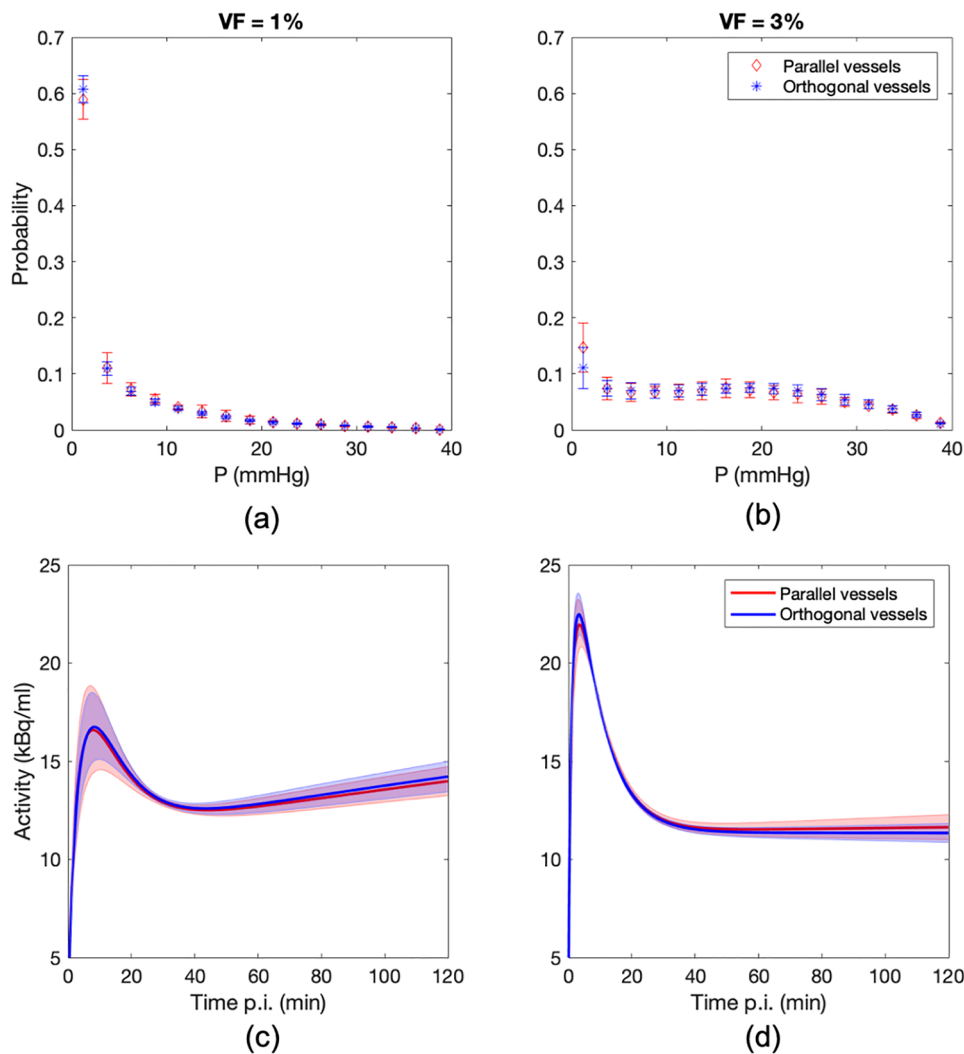 VF = 1%
0.7
0.6
0.5
0.4
0.3
0.2
0.1
0
Probability
0 10 20 30 40
P (mmHg)
(a)
VF = 3%
0.7
0.6
0.5
0.4
0.3
0.2
0.1
0
Parallel vessels
Orthogonal vessels
0 10 20 30 40
P (mmHg)
(b)
25
20
15
10
5
Activity (kBq/ml)
0 20 40 60 80 100 120
Time p.i. (min)
(c)
25
20
15
10
5
Parallel vessels
Orthogonal vessels
0 20 40 60 80 100 120
Time p.i. (min)
(d)